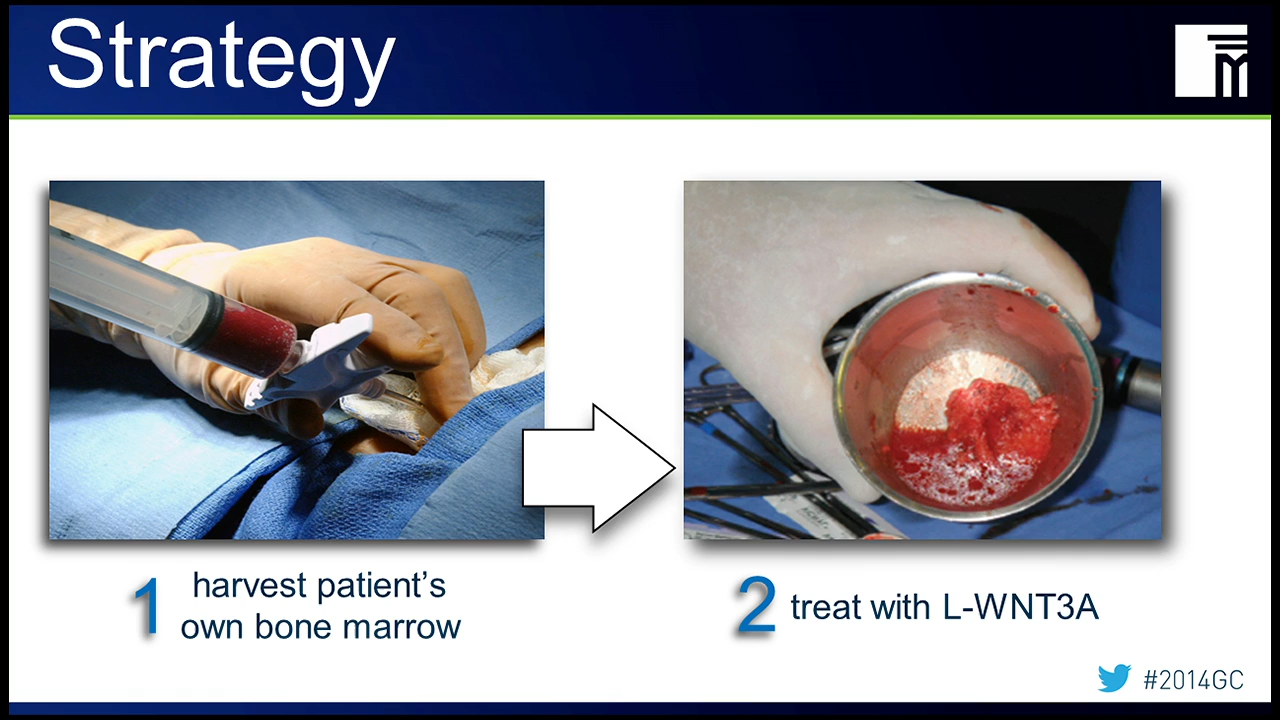 Strategy
1 harvest patient's
own bone marrow
2 treat with L-WNT3A
#2014GC